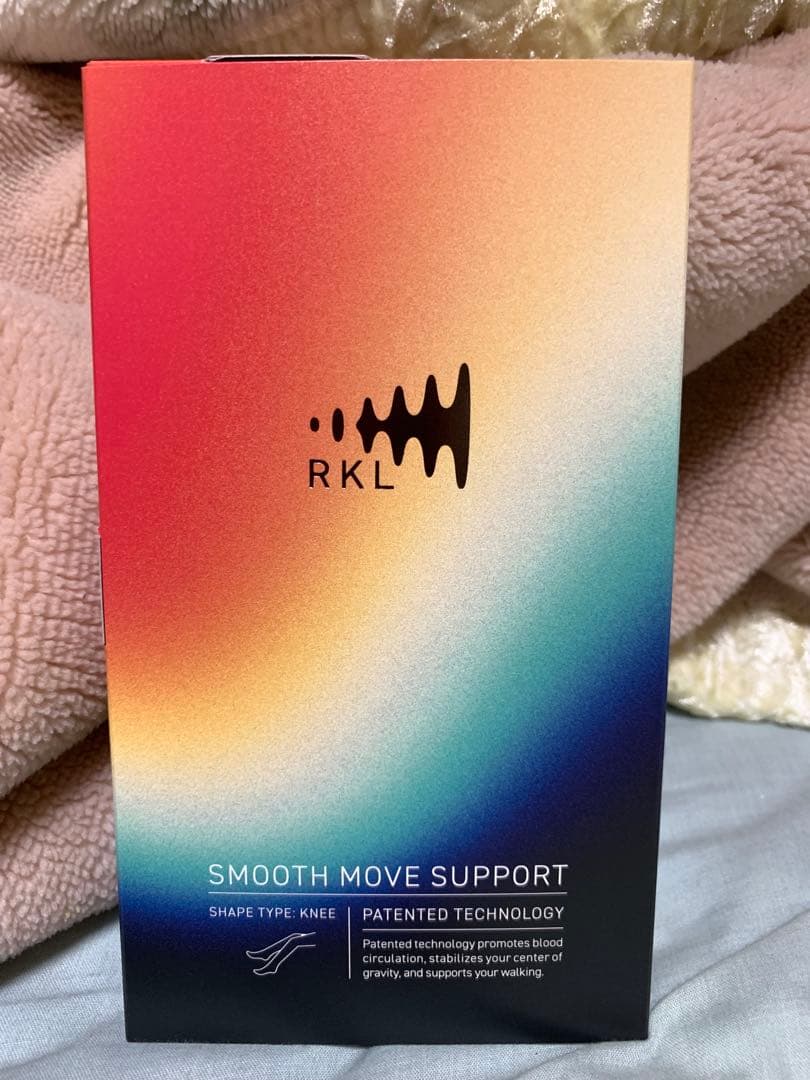 RKL
SMOOTH MOVE SUPPORT
SHAPE TYPE: KNEE
PATENTED TECHNOLOGY
Patented technology promotes blood
circulation, stabilizes your center of
gravity, and supports your walking.